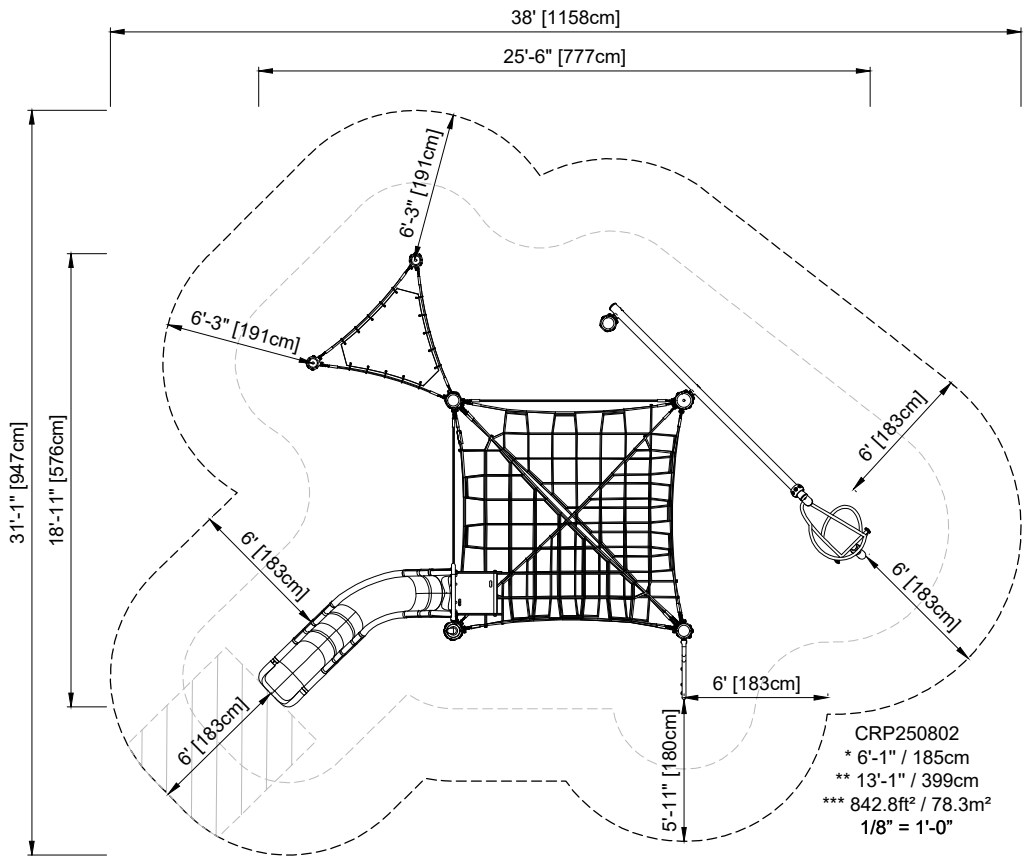 38' [1158cm]
25'-6" [777cm]
6'-3" [191cm]
6'-3" [191cm]
31'-1" [947cm]
18'-11" [576cm]
6' [183cm]
6' [183cm]
6' [183cm]
6' [183cm]
6' [183cm]
5'-11" [180cm]
CRP250802
* 6'-1" / 185cm
** 13'-1" / 399cm
*** 842.8ft² / 78.3m²
1/8" = 1'-0"